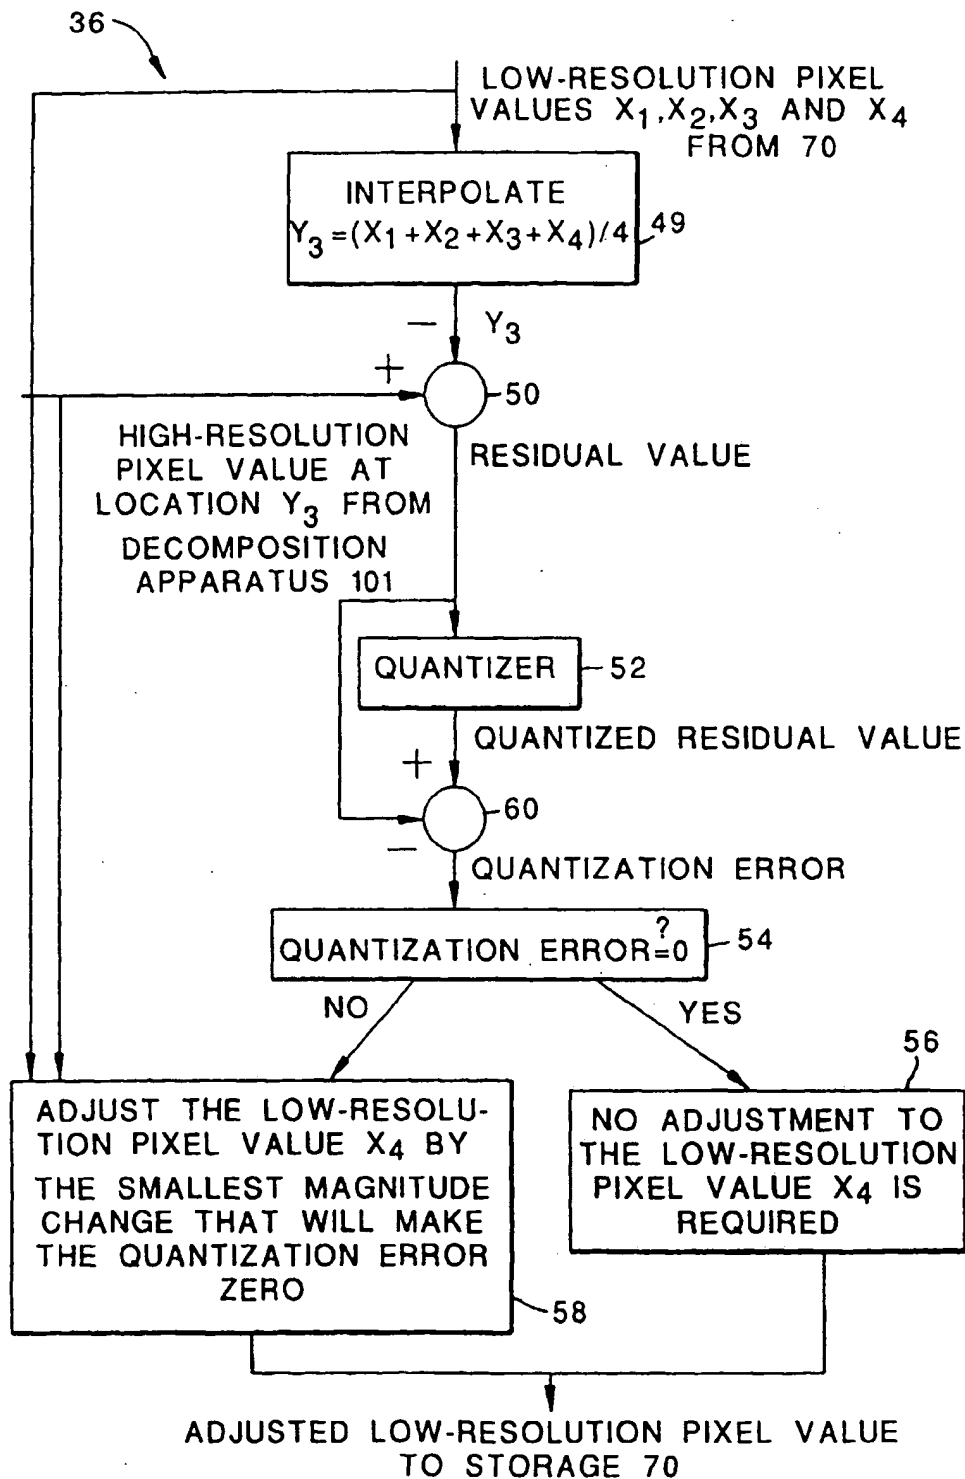 36
LOW-RESOLUTION PIXEL
VALUES X1,X2,X3 AND X4
FROM 70
INTERPOLATE
Y3=(X1+X2+X3+X4)/4
49
− Y3
+
50
HIGH-RESOLUTION
PIXEL VALUE AT
LOCATION Y3 FROM
DECOMPOSITION
APPARATUS 101
RESIDUAL VALUE
QUANTIZER
52
QUANTIZED RESIDUAL VALUE
+
60
−
QUANTIZATION ERROR
QUANTIZATION ERROR=?0
54
NO
YES
56
ADJUST THE LOW-RESOLU-
TION PIXEL VALUE X4 BY
THE SMALLEST MAGNITUDE
CHANGE THAT WILL MAKE
THE QUANTIZATION ERROR
ZERO
58
NO ADJUSTMENT TO
THE LOW-RESOLUTION
PIXEL VALUE X4 IS
REQUIRED
ADJUSTED LOW-RESOLUTION PIXEL VALUE
TO STORAGE 70